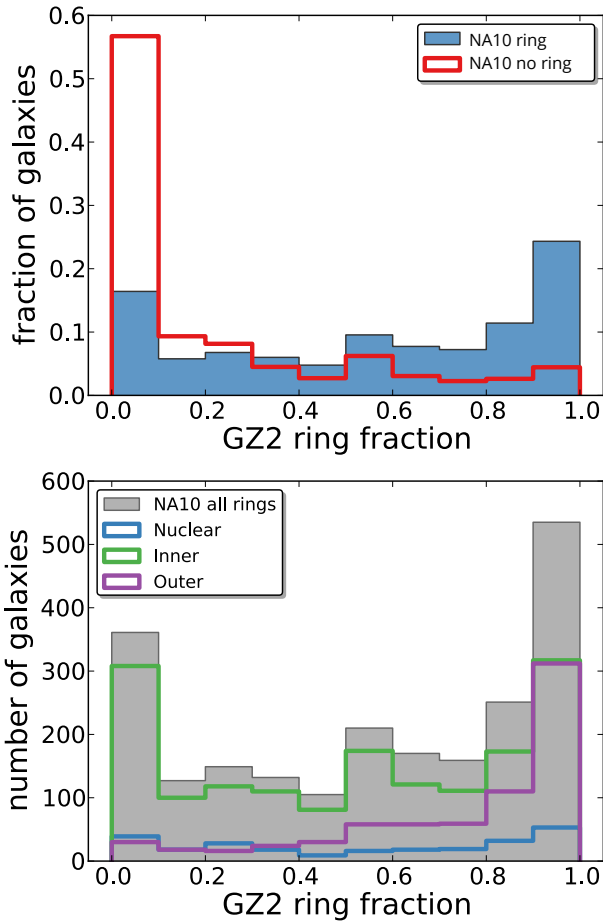 0.6
0.5
0.4
0.3
0.2
0.1
0.0
fraction of galaxies
NA10 ring
NA10 no ring
0.0 0.2 0.4 0.6 0.8 1.0
GZ2 ring fraction
600
500
400
300
200
100
0
number of galaxies
NA10 all rings
Nuclear
Inner
Outer
0.0 0.2 0.4 0.6 0.8 1.0
GZ2 ring fraction